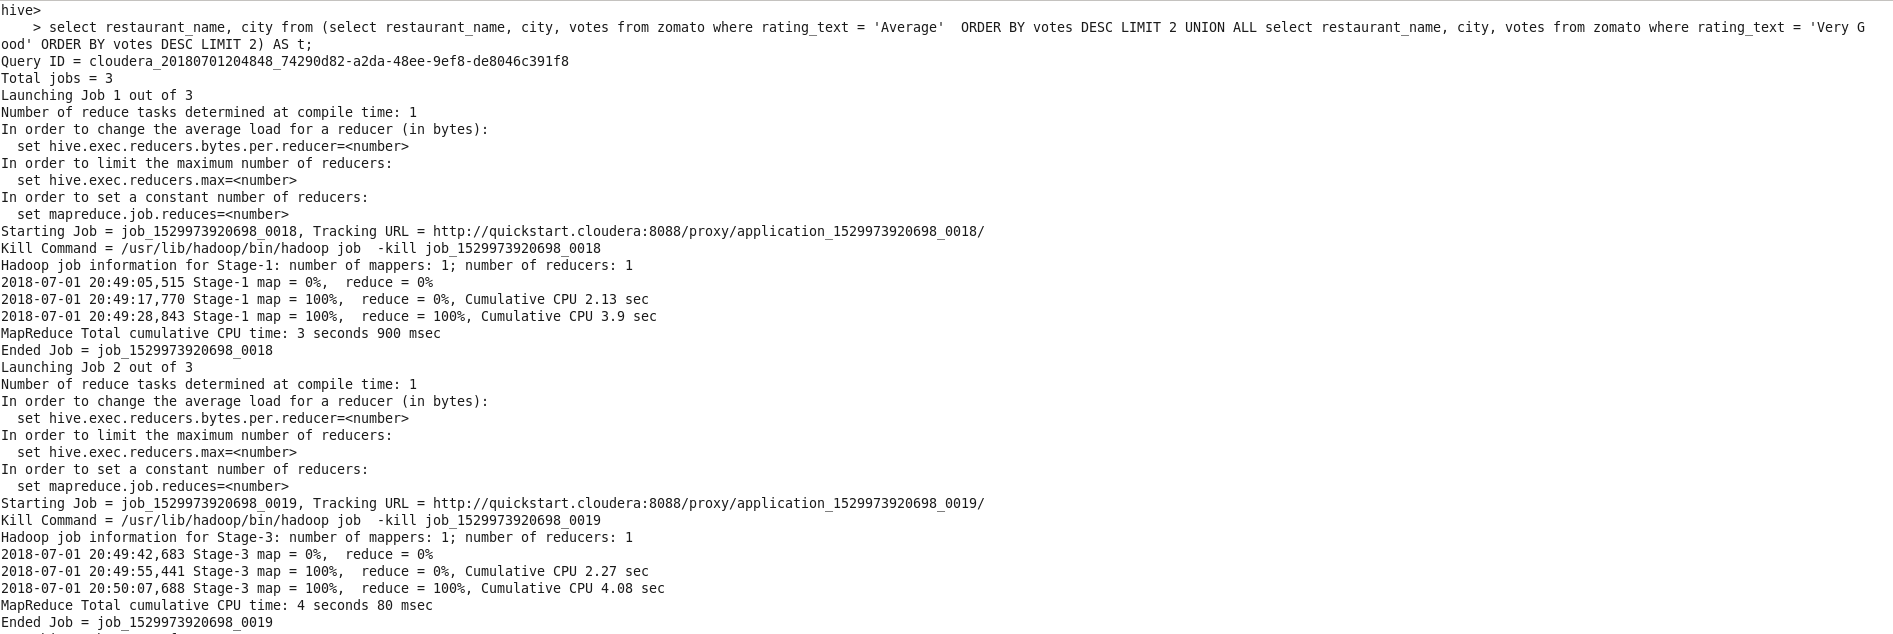 hive>
    > select restaurant_name, city from (select restaurant_name, city, votes from zomato where rating_text = 'Average'  ORDER BY votes DESC LIMIT 2 UNION ALL select restaurant_name, city, votes from zomato where rating_text = 'Very G
ood' ORDER BY votes DESC LIMIT 2) AS t;
Query ID = cloudera_20180701204848_74290d82-a2da-48ee-9ef8-de8046c391f8
Total jobs = 3
Launching Job 1 out of 3
Number of reduce tasks determined at compile time: 1
In order to change the average load for a reducer (in bytes):
  set hive.exec.reducers.bytes.per.reducer=<number>
In order to limit the maximum number of reducers:
  set hive.exec.reducers.max=<number>
In order to set a constant number of reducers:
  set mapreduce.job.reduces=<number>
Starting Job = job_1529973920698_0018, Tracking URL = http://quickstart.cloudera:8088/proxy/application_1529973920698_0018/
Kill Command = /usr/lib/hadoop/bin/hadoop job  -kill job_1529973920698_0018
Hadoop job information for Stage-1: number of mappers: 1; number of reducers: 1
2018-07-01 20:49:05,515 Stage-1 map = 0%,  reduce = 0%
2018-07-01 20:49:17,770 Stage-1 map = 100%,  reduce = 0%, Cumulative CPU 2.13 sec
2018-07-01 20:49:28,843 Stage-1 map = 100%,  reduce = 100%, Cumulative CPU 3.9 sec
MapReduce Total cumulative CPU time: 3 seconds 900 msec
Ended Job = job_1529973920698_0018
Launching Job 2 out of 3
Number of reduce tasks determined at compile time: 1
In order to change the average load for a reducer (in bytes):
  set hive.exec.reducers.bytes.per.reducer=<number>
In order to limit the maximum number of reducers:
  set hive.exec.reducers.max=<number>
In order to set a constant number of reducers:
  set mapreduce.job.reduces=<number>
Starting Job = job_1529973920698_0019, Tracking URL = http://quickstart.cloudera:8088/proxy/application_1529973920698_0019/
Kill Command = /usr/lib/hadoop/bin/hadoop job  -kill job_1529973920698_0019
Hadoop job information for Stage-3: number of mappers: 1; number of reducers: 1
2018-07-01 20:49:42,683 Stage-3 map = 0%,  reduce = 0%
2018-07-01 20:49:55,441 Stage-3 map = 100%,  reduce = 0%, Cumulative CPU 2.27 sec
2018-07-01 20:50:07,688 Stage-3 map = 100%,  reduce = 100%, Cumulative CPU 4.08 sec
MapReduce Total cumulative CPU time: 4 seconds 80 msec
Ended Job = job_1529973920698_0019